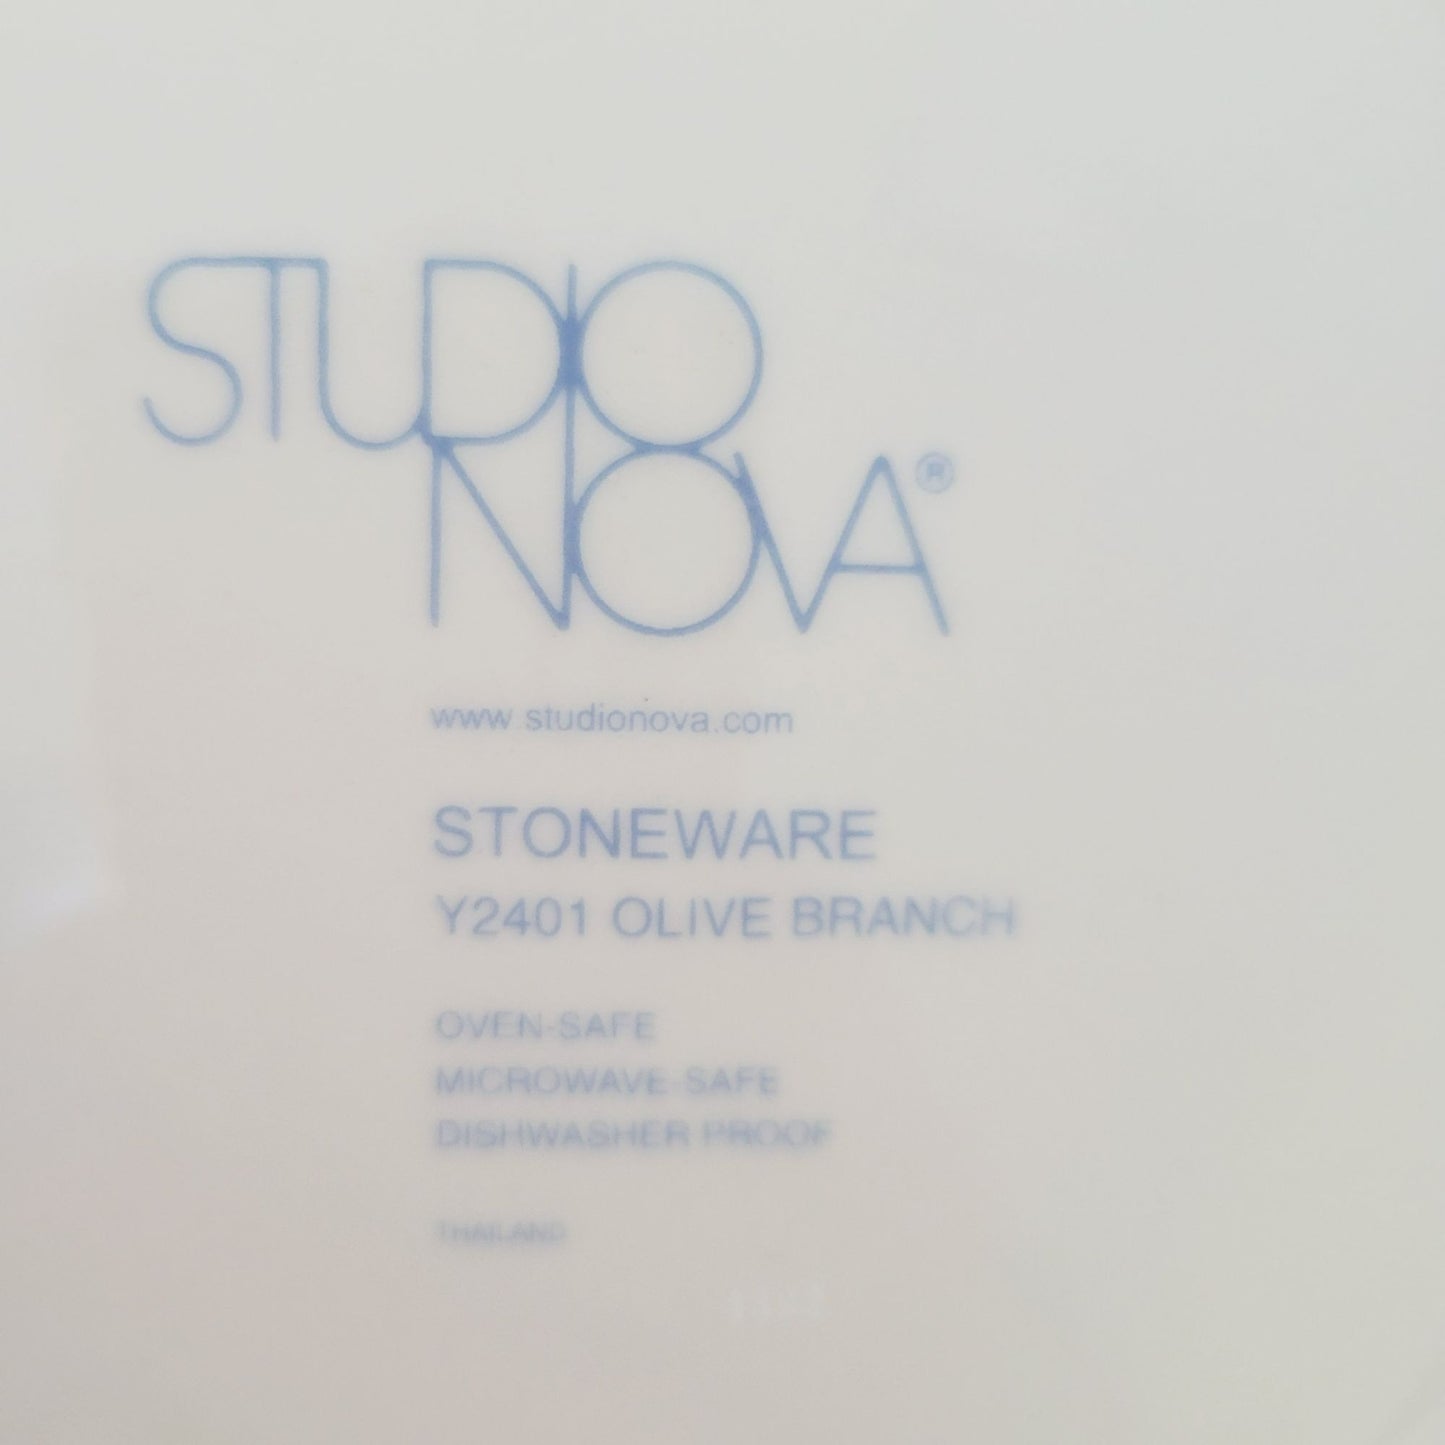 STUDIO
NOVA®
www.studionova.com
STONEWARE
Y2401 OLIVE BRANCH
OVEN-SAFE
MICROWAVE-SAFE
DISHWASHER PROOF
THAILAND